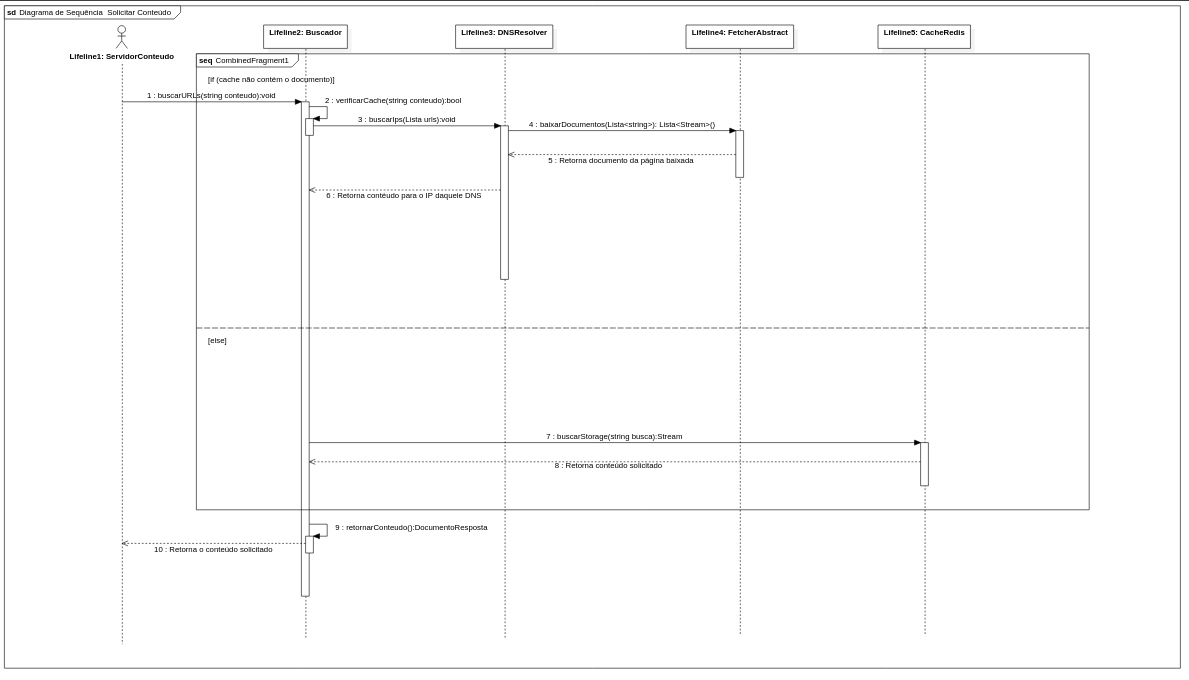 sd Diagrama de Sequência Solicitar Conteúdo
Lifeline1: ServidorConteudo
Lifeline2: Buscador
Lifeline3: DNSResolver
Lifeline4: FetcherAbstract
Lifeline5: CacheRedis
seq CombinedFragment1
[if (cache não contém o documento)]
1 : buscarURLs(string conteudo):void
2 : verificarCache(string conteudo):bool
3 : buscarIps(Lista urls):void
4 : baixarDocumentos(Lista<string>): Lista<Stream>()
5 : Retorna documento da página baixada
6 : Retorna contéudo para o IP daquele DNS
[else]
7 : buscarStorage(string busca):Stream
8 : Retorna conteúdo solicitado
9 : retornarConteudo():DocumentoResposta
10 : Retorna o conteúdo solicitado